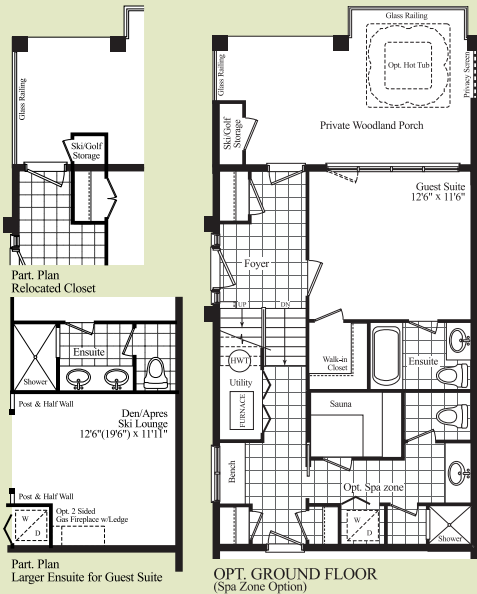 Glass Railing
Ski/Golf
Storage
Part. Plan
Relocated Closet
Ensuite
Shower
Post & Half Wall
Den/Apres
Ski Lounge
12'6"(19'6") x 11'11"
Post & Half Wall
Opt. 2 Sided
Gas Fireplace w/Ledge
W
D
Part. Plan
Larger Ensuite for Guest Suite
Glass Railing
Glass Railing
Opt. Hot Tub
Privacy Screen
Ski/Golf
Storage
Private Woodland Porch
Guest Suite
12'6" x 11'6"
Foyer
UP
DN
HWT
Utility
FURNACE
Walk-in
Closet
Ensuite
Sauna
Bench
Opt. Spa zone
W
D
Shower
OPT. GROUND FLOOR
(Spa Zone Option)